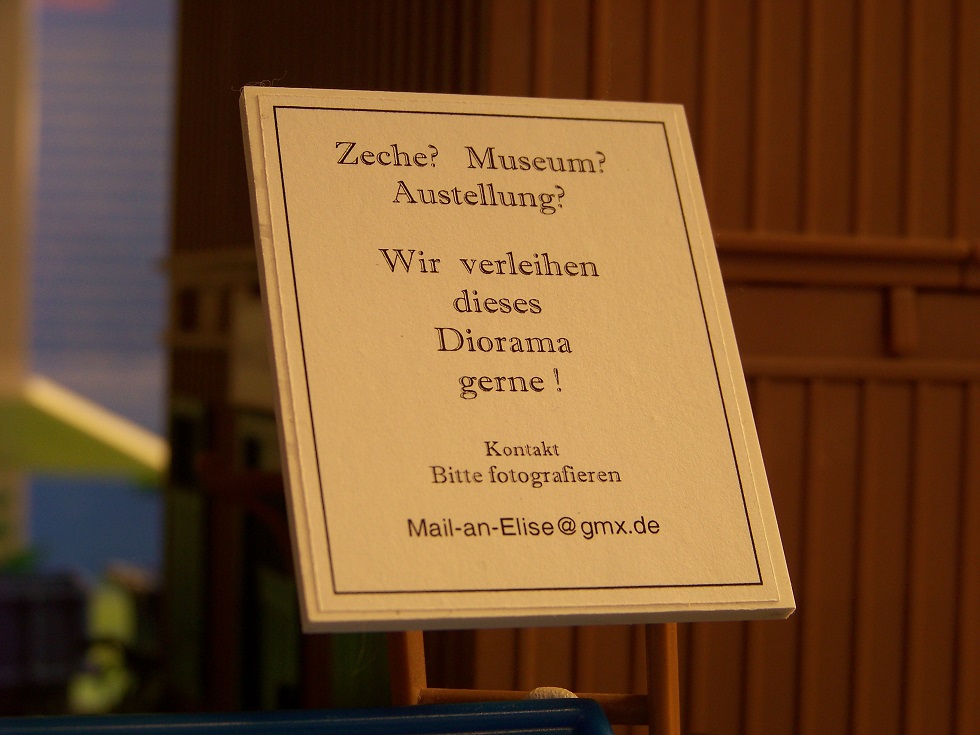 Zeche? Museum?
Austellung?
Wir verleihen
dieses
Diorama
gerne !
Kontakt
Bitte fotografieren
Mail-an-Elise@gmx.de